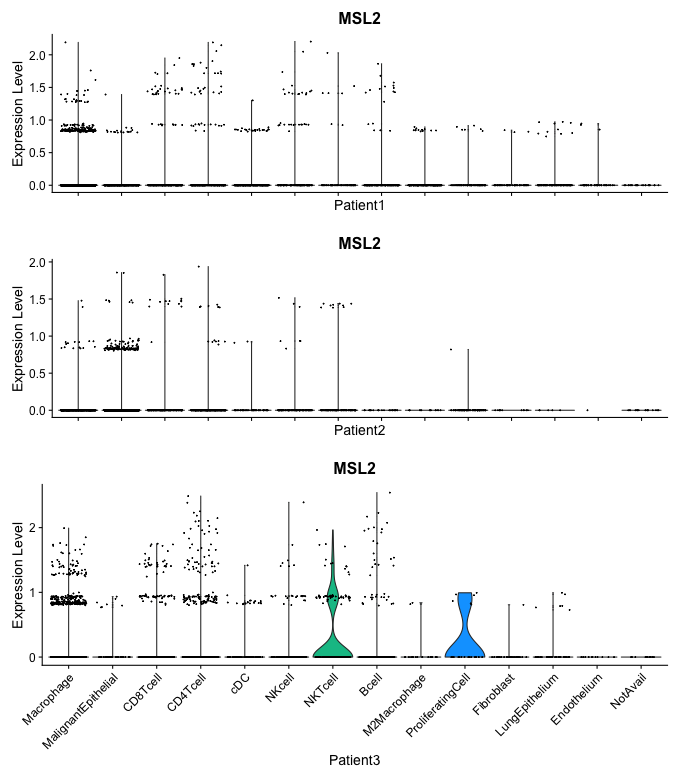 MSL2
Expression Level
2.0
1.5
1.0
0.5
0.0
Patient1
MSL2
Expression Level
2.0
1.5
1.0
0.5
0.0
Patient2
MSL2
Expression Level
2
1
0
Macrophage
MalignantEpithelial
CD8Tcell
CD4Tcell
cDC
NKcell
NKTcell
Bcell
M2Macrophage
ProliferatingCell
Fibroblast
LungEpithelium
Endothelium
NotAvail
Patient3